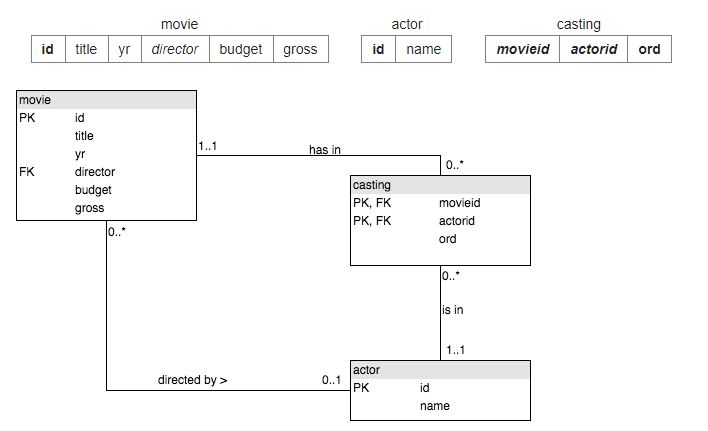 movie actor casting
id title yr director budget gross id name movieid actorid ord
movie
PK id
title
yr
FK director
budget
gross
1..1
has in
0..*
casting
PK, FK movieid
PK, FK actorid
ord
0..*
0..*
is in
1..1
directed by >
0..1
actor
PK id
name